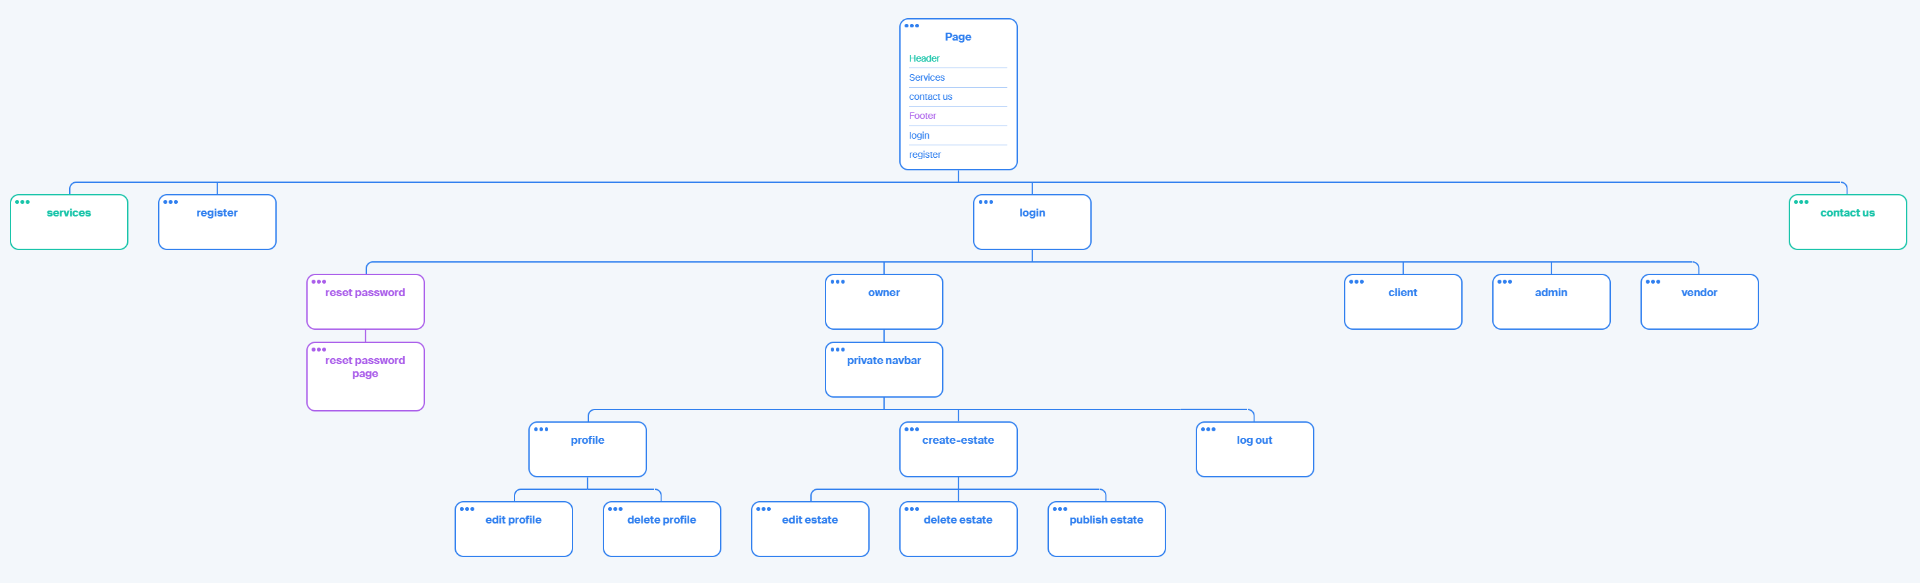 Page
Header
Services
contact us
Footer
login
register
services
register
login
contact us
reset password
owner
client
admin
vendor
reset password
page
private navbar
profile
create-estate
log out
edit profile
delete profile
edit estate
delete estate
publish estate